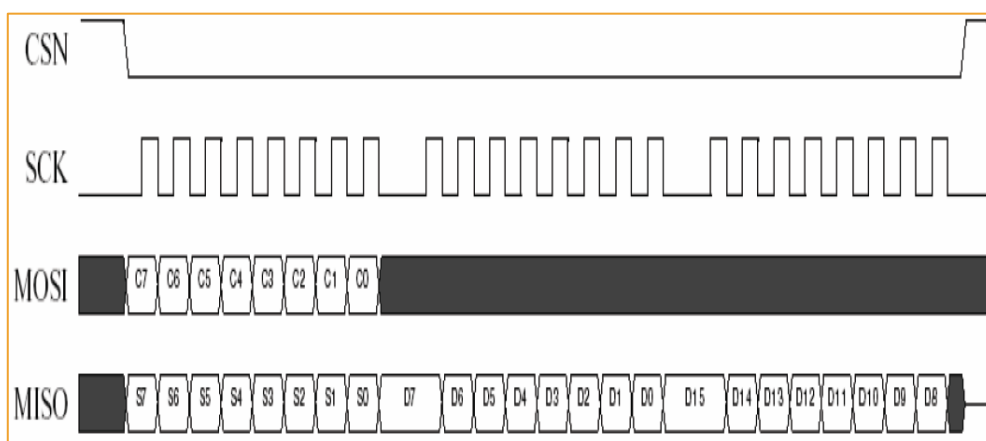 CSN
SCK
MOSI C7 C6 C5 C4 C3 C2 C1 C0
MISO S7 S6 S5 S4 S3 S2 S1 S0 D7 D6 D5 D4 D3 D2 D1 D0 D15 D14 D13 D12 D11 D10 D9 D8